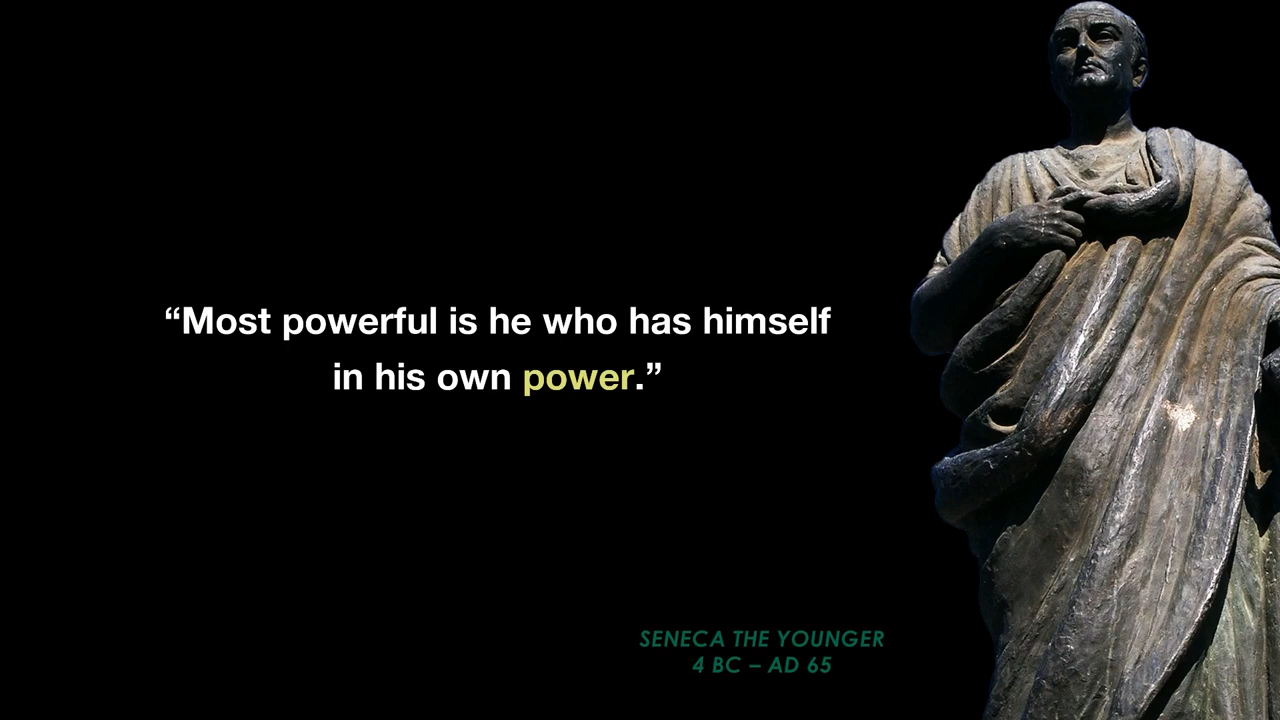 “Most powerful is he who has himself
in his own power.”
SENECA THE YOUNGER
4 BC – AD 65